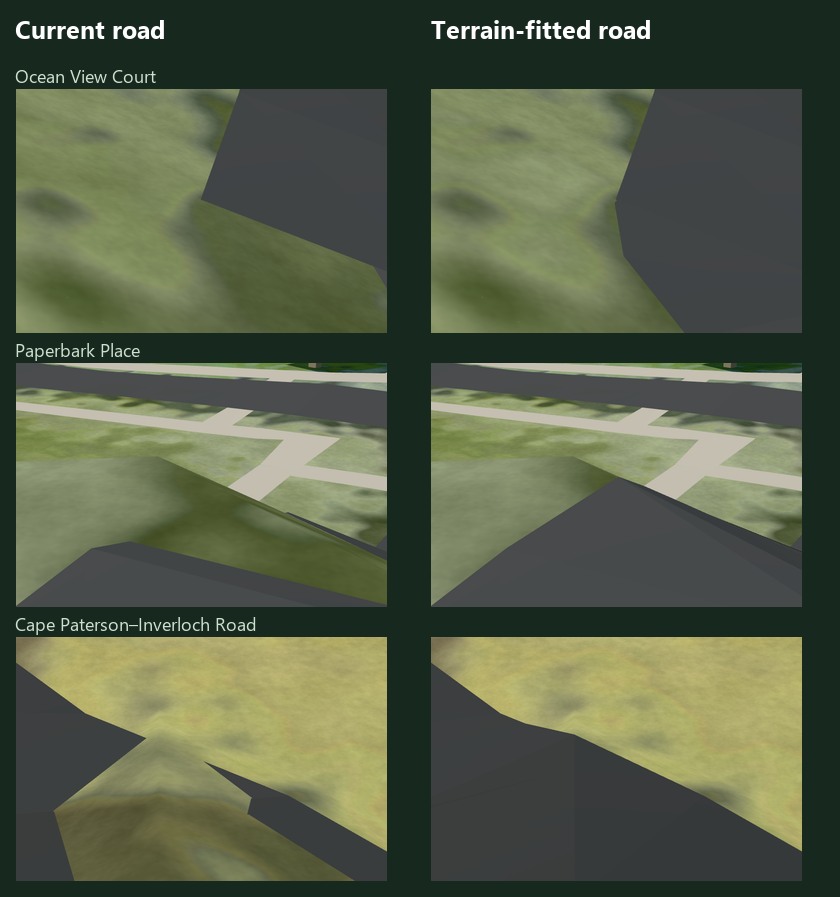 Current road
Terrain-fitted road
Ocean View Court
Paperbark Place
Cape Paterson–Inverloch Road